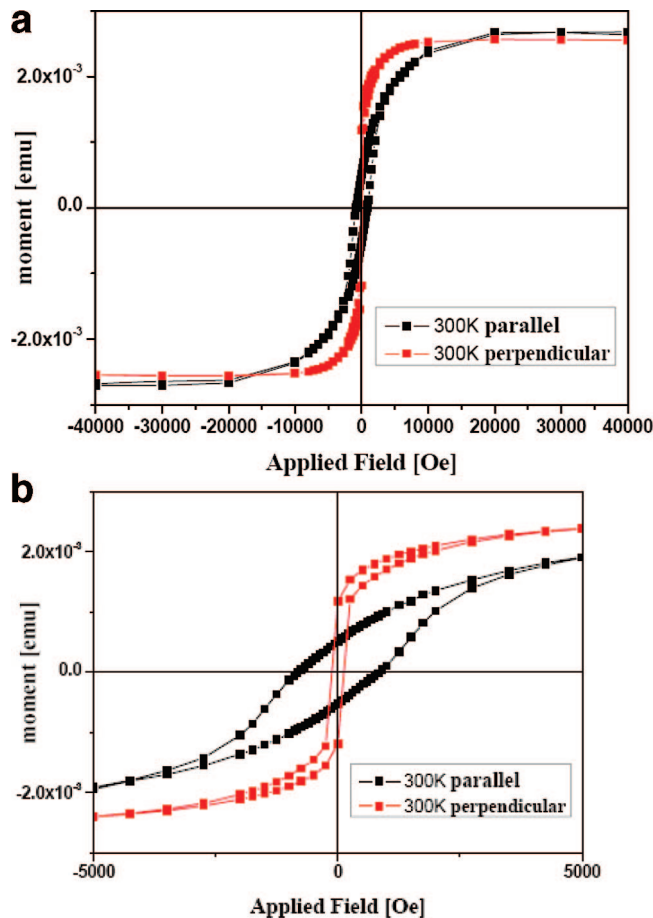 a
2.0x10⁻³
0.0
-2.0x10⁻³
moment [emu]
300K parallel
300K perpendicular
-40000 -30000 -20000 -10000 0 10000 20000 30000 40000
Applied Field [Oe]
b
2.0x10⁻³
0.0
-2.0x10⁻³
moment [emu]
300K parallel
300K perpendicular
-5000 0 5000
Applied Field [Oe]